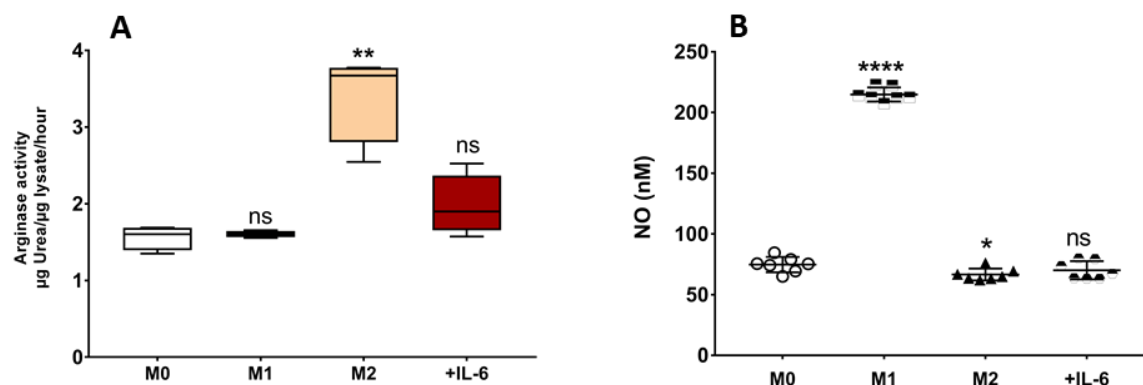 A
4
3
2
1
0
Arginase activity
µg Urea/µg lysate/hour
ns
**
ns
M0 M1 M2 +IL-6
B
250
200
150
100
50
0
NO (nM)
****
*
ns
M0 M1 M2 +IL-6